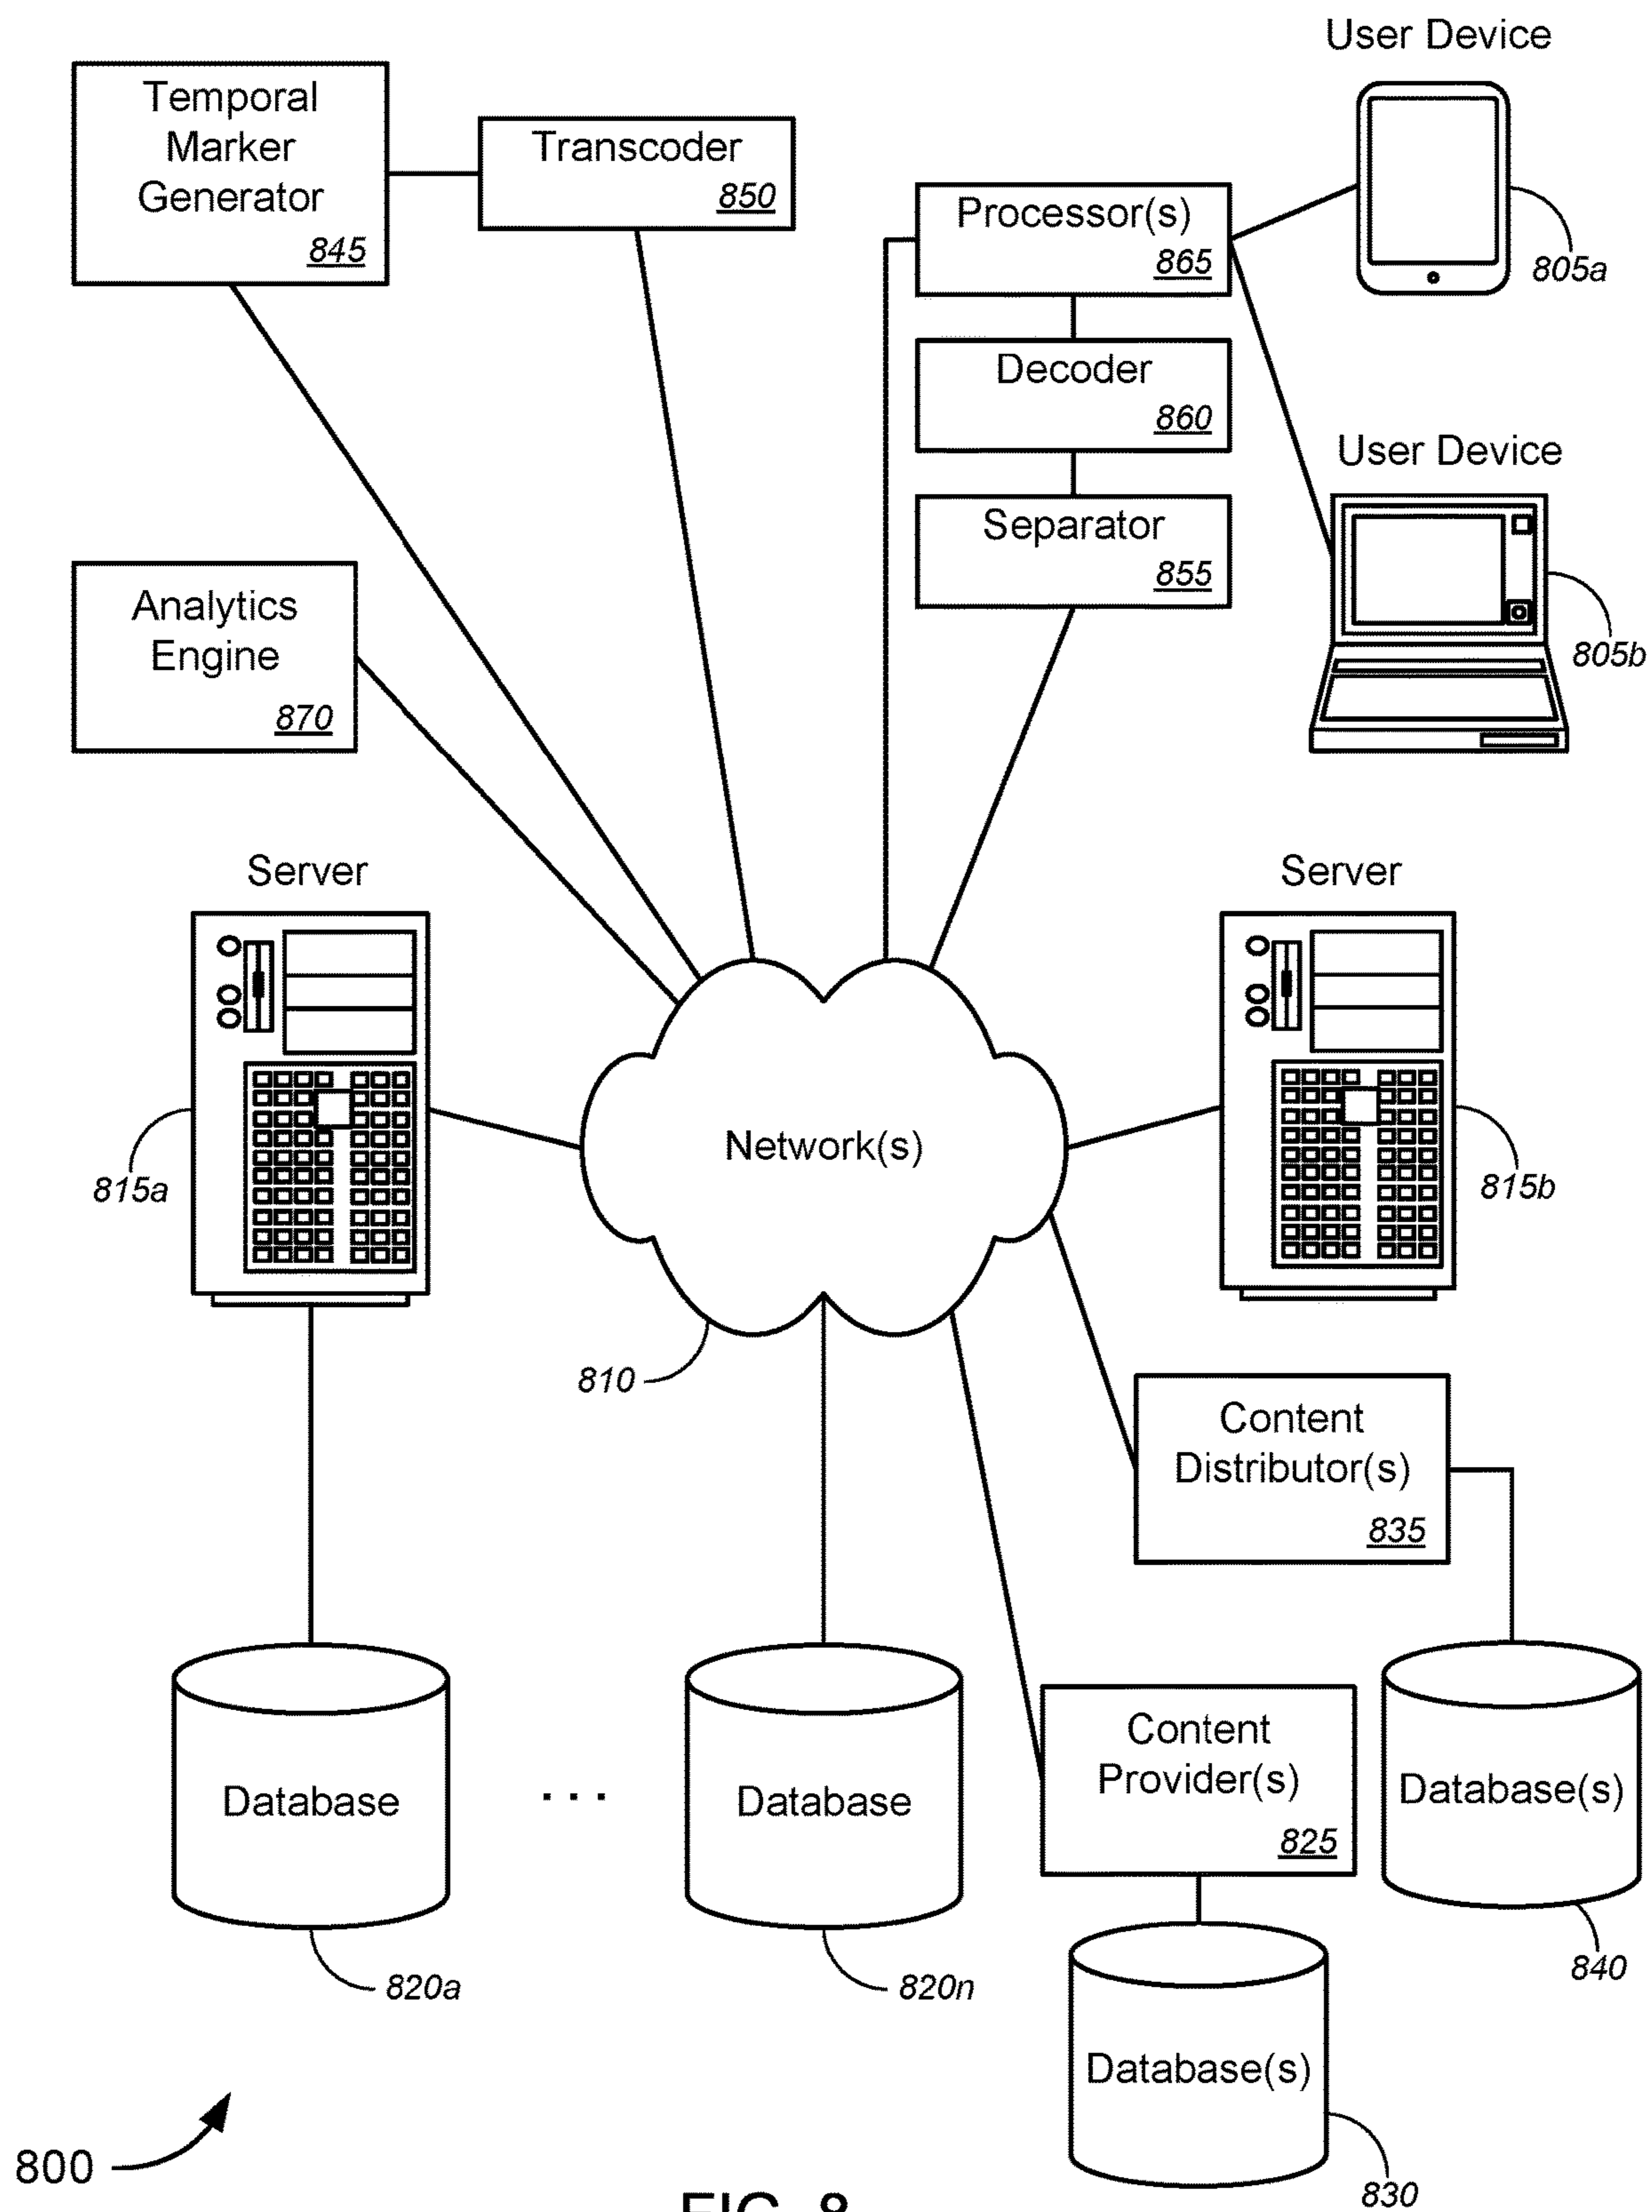 User Device
Temporal
Marker
Generator
845
Transcoder
850
Processor(s)
865
805a
Decoder
860
User Device
Separator
855
805b
Analytics
Engine
870
Server
Server
Network(s)
815a
815b
810
Content
Distributor(s)
835
Database
820a
...
Database
820n
Content
Provider(s)
825
Database(s)
840
Database(s)
830
800
FIG. 8